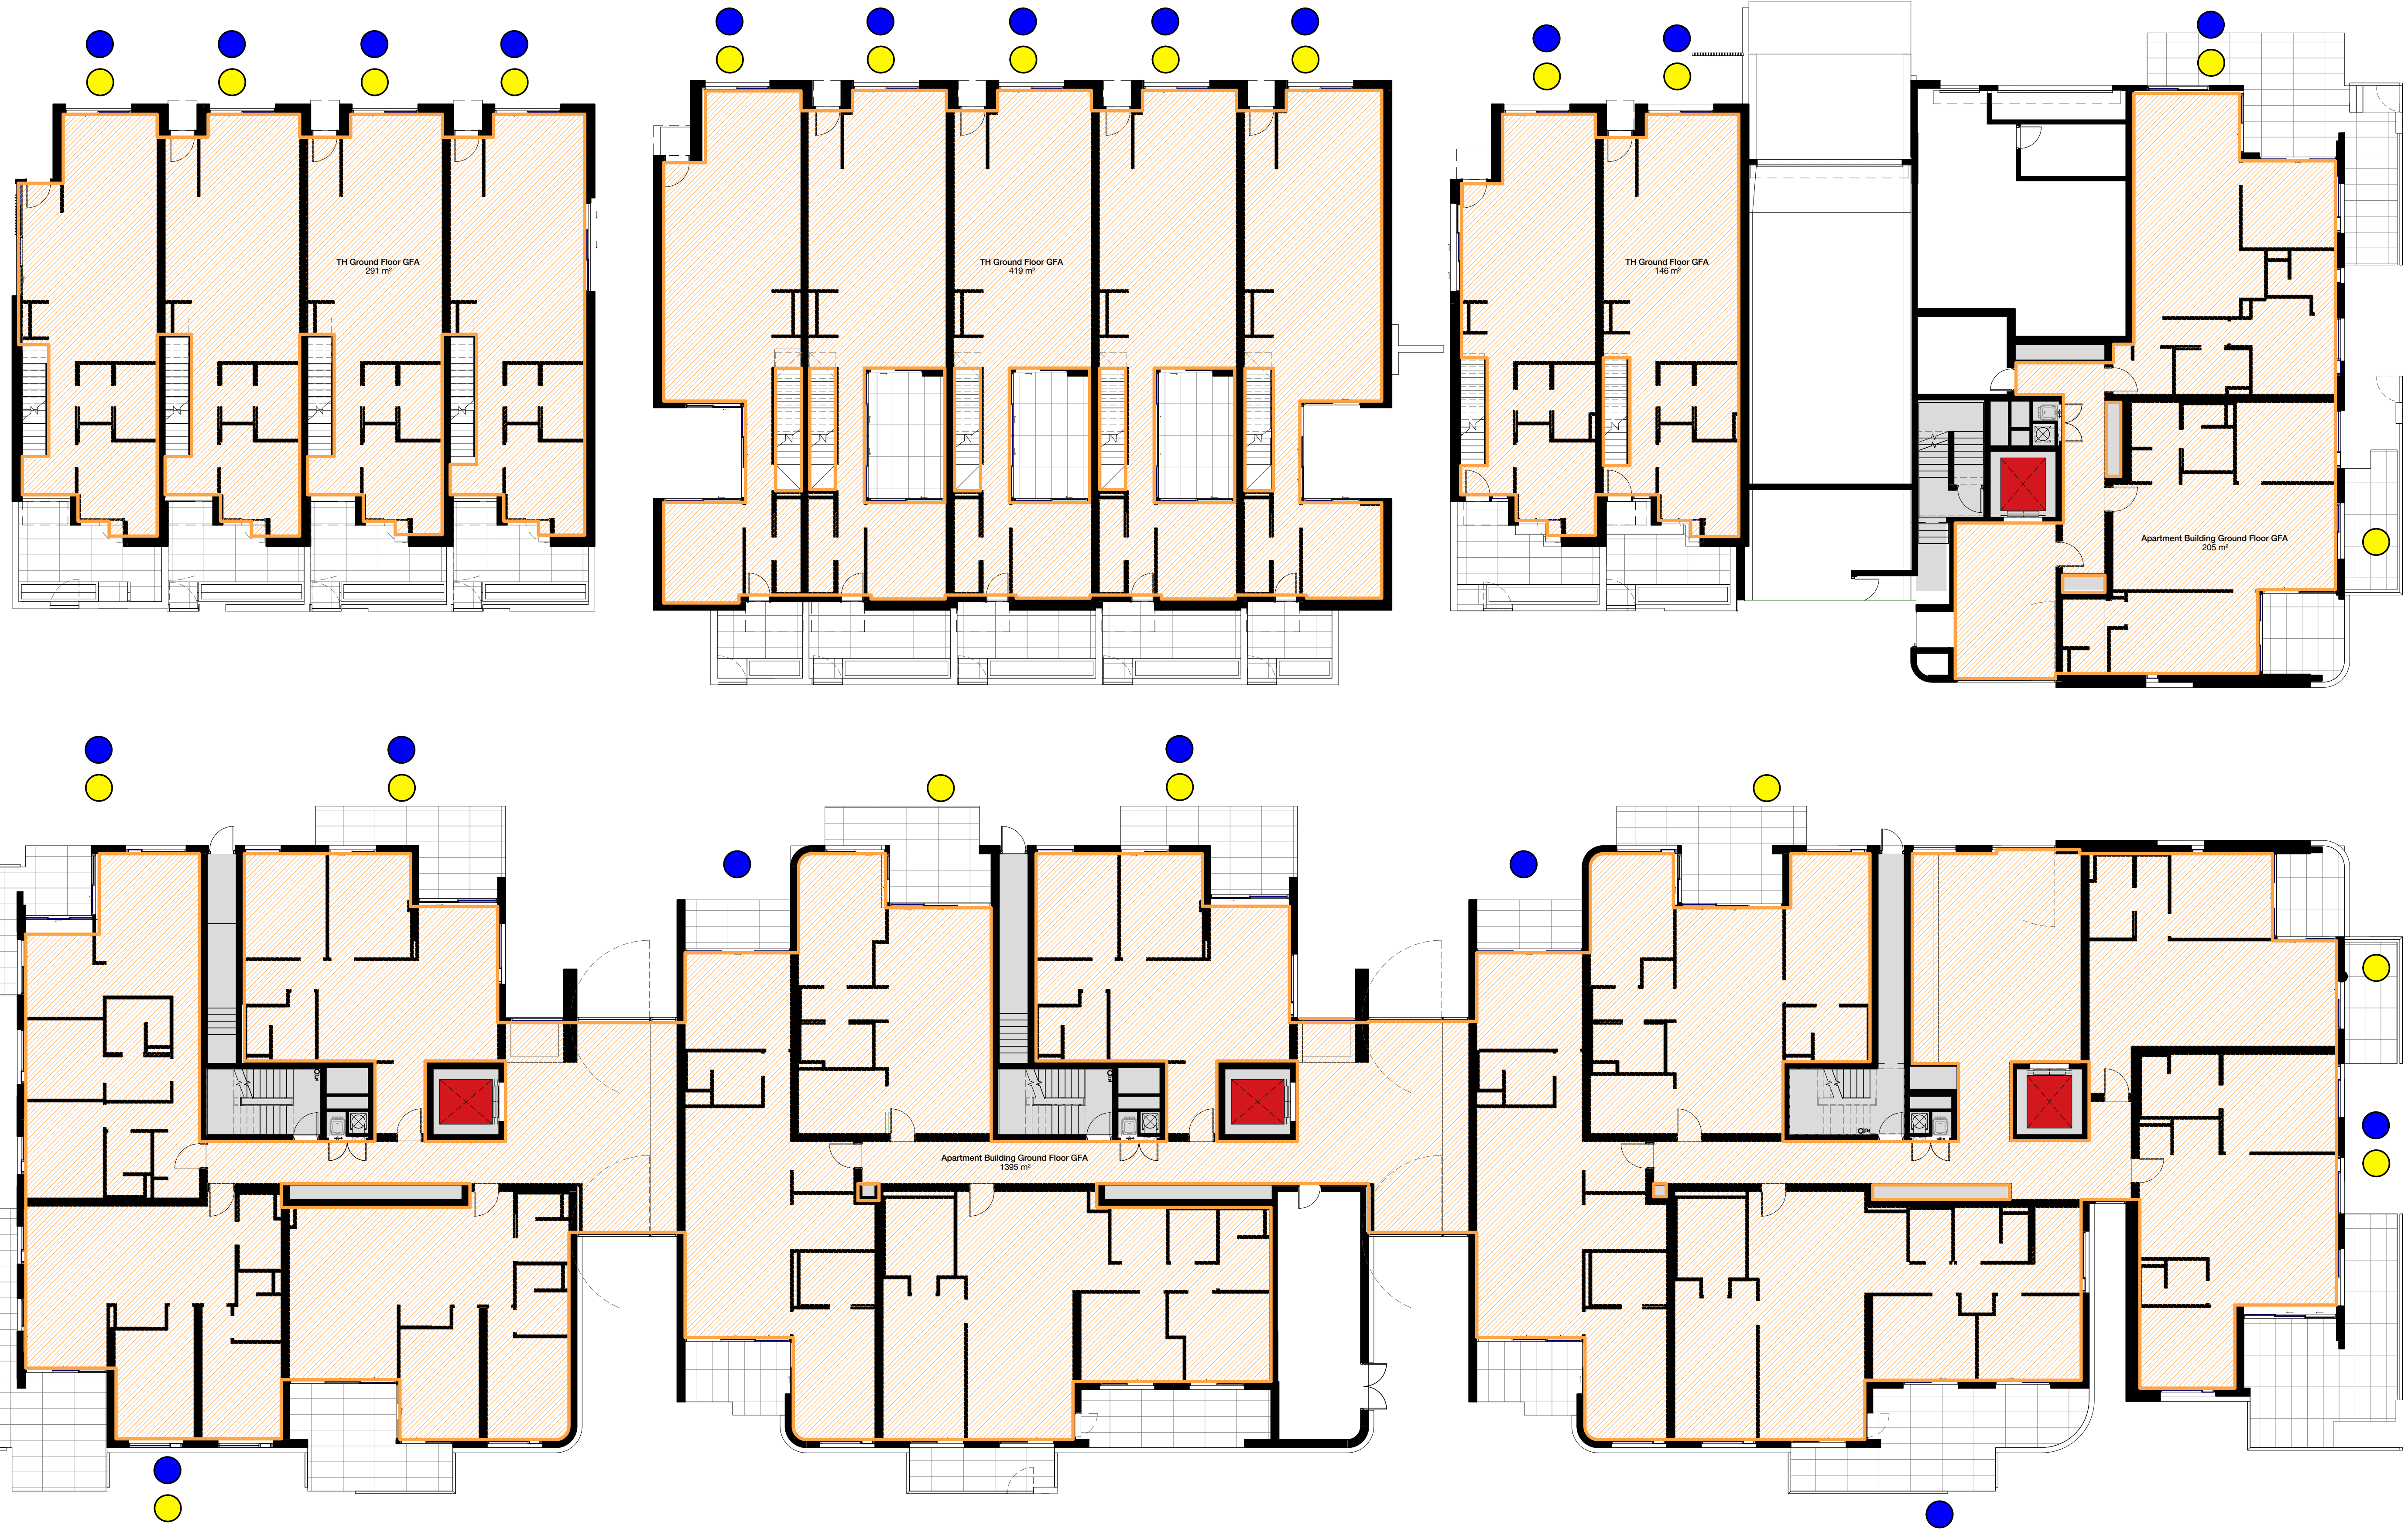 TH Ground Floor GFA
291 m²
TH Ground Floor GFA
419 m²
TH Ground Floor GFA
146 m²
Apartment Building Ground Floor GFA
205 m²
Apartment Building Ground Floor GFA
1395 m²